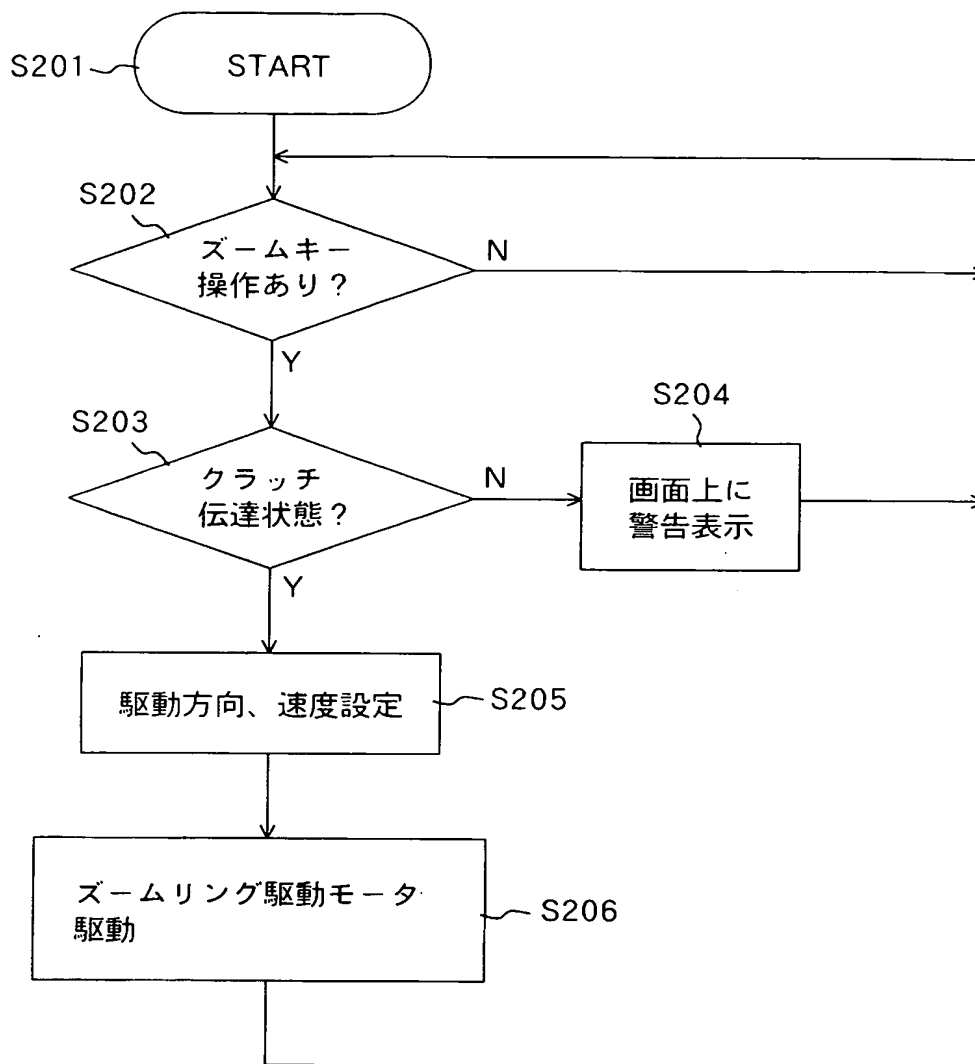 S201
START
S202
ズームキー
操作あり？
N
Y
S203
クラッチ
伝達状態？
N
Y
S204
画面上に
警告表示
駆動方向、速度設定
S205
ズームリング駆動モータ
駆動
S206